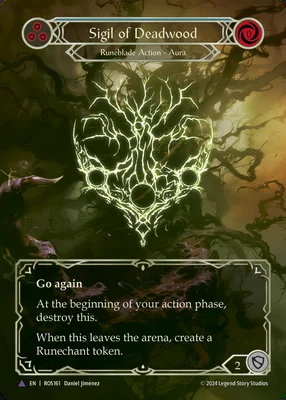 Sigil of Deadwood
Runeblade Action - Aura
Go again
At the beginning of your action phase,
destroy this.
When this leaves the arena, create a
Runechant token.
2
EN | ROS161 Daniel Jiménez
© 2024 Legend Story Studios